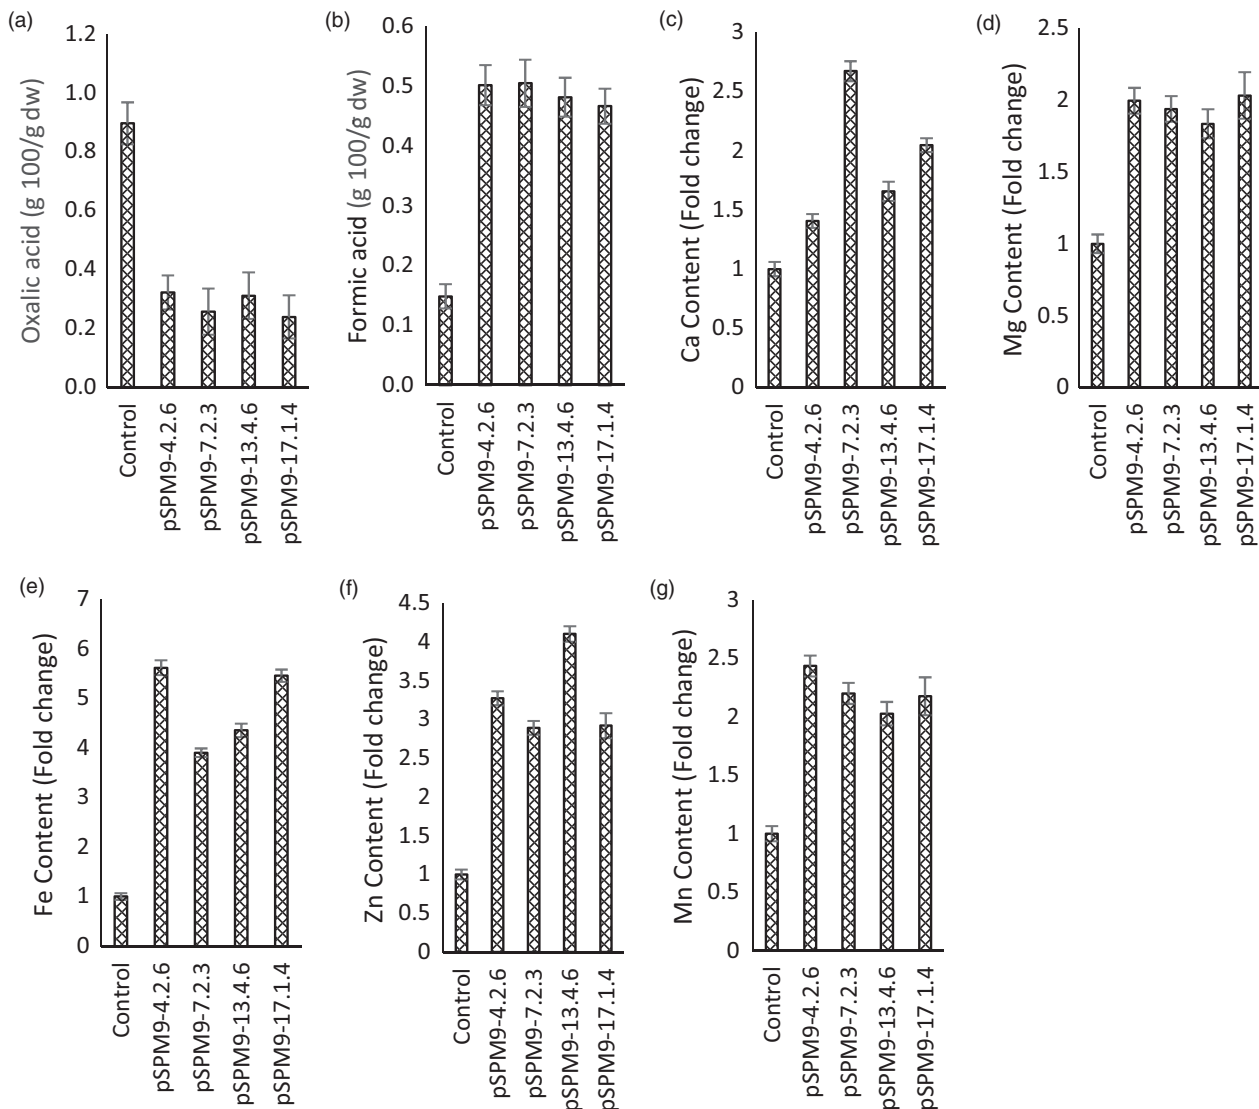 (a)
Oxalic acid (g 100/g dw)
1.2
1.0
0.8
0.6
0.4
0.2
0.0
Control
pSPM9-4.2.6
pSPM9-7.2.3
pSPM9-13.4.6
pSPM9-17.1.4
(b)
Formic acid (g 100/g dw)
0.6
0.5
0.4
0.3
0.2
0.1
0.0
Control
pSPM9-4.2.6
pSPM9-7.2.3
pSPM9-13.4.6
pSPM9-17.1.4
(c)
Ca Content (Fold change)
3
2.5
2
1.5
1
0.5
0
Control
pSPM9-4.2.6
pSPM9-7.2.3
pSPM9-13.4.6
pSPM9-17.1.4
(d)
Mg Content (Fold change)
2.5
2
1.5
1
0.5
0
Control
pSPM9-4.2.6
pSPM9-7.2.3
pSPM9-13.4.6
pSPM9-17.1.4
(e)
Fe Content (Fold change)
7
6
5
4
3
2
1
0
Control
pSPM9-4.2.6
pSPM9-7.2.3
pSPM9-13.4.6
pSPM9-17.1.4
(f)
Zn Content (Fold change)
4.5
4
3.5
3
2.5
2
1.5
1
0.5
0
Control
pSPM9-4.2.6
pSPM9-7.2.3
pSPM9-13.4.6
pSPM9-17.1.4
(g)
Mn Content (Fold change)
3
2.5
2
1.5
1
0.5
0
Control
pSPM9-4.2.6
pSPM9-7.2.3
pSPM9-13.4.6
pSPM9-17.1.4